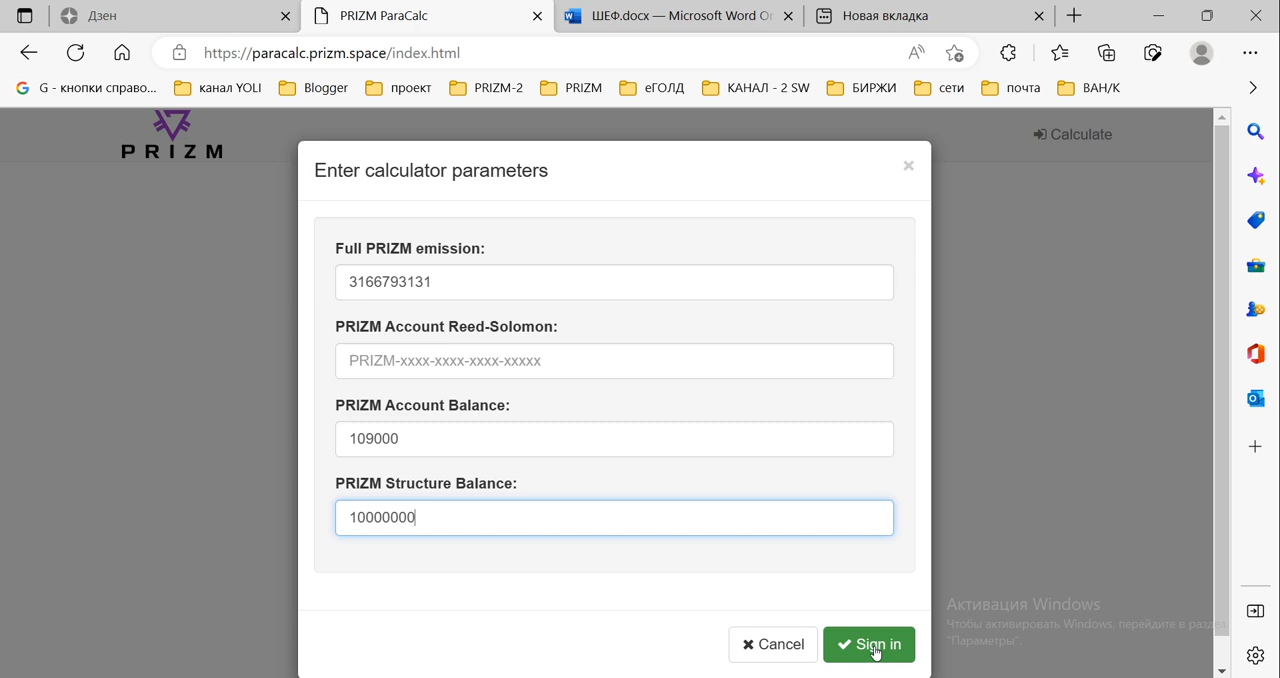 Дзен
PRIZM ParaCalc
ШЕФ.docx — Microsoft Word Or
Новая вкладка
https://paracalc.prizm.space/index.html
G - кнопки справо...
канал YOLI
Blogger
проект
PRIZM-2
PRIZM
еГОЛД
КАНАЛ - 2 SW
БИРЖИ
сети
почта
ВАН/К
PRIZM
Calculate
Enter calculator parameters
Full PRIZM emission:
3166793131
PRIZM Account Reed-Solomon:
PRIZM-xxxx-xxxx-xxxx-xxxxx
PRIZM Account Balance:
109000
PRIZM Structure Balance:
10000000
Cancel
Sign in
Активация Windows
Чтобы активировать Windows, перейдите в раздел
"Параметры".